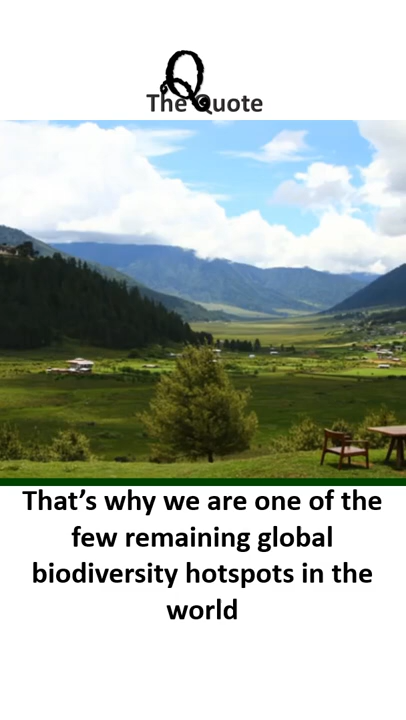 The Quote
That’s why we are one of the
few remaining global
biodiversity hotspots in the
world